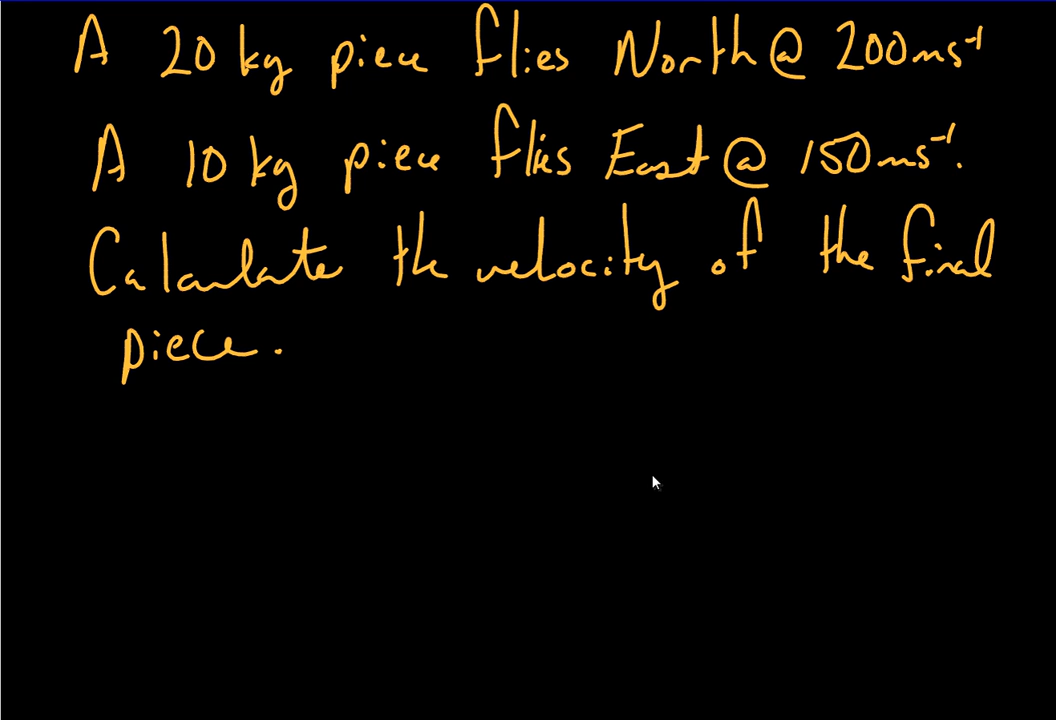 A 20 kg piece flies North @ 200ms⁻¹
A 10 kg piece flies East @ 150ms⁻¹.
Calculate the velocity of the final
piece.